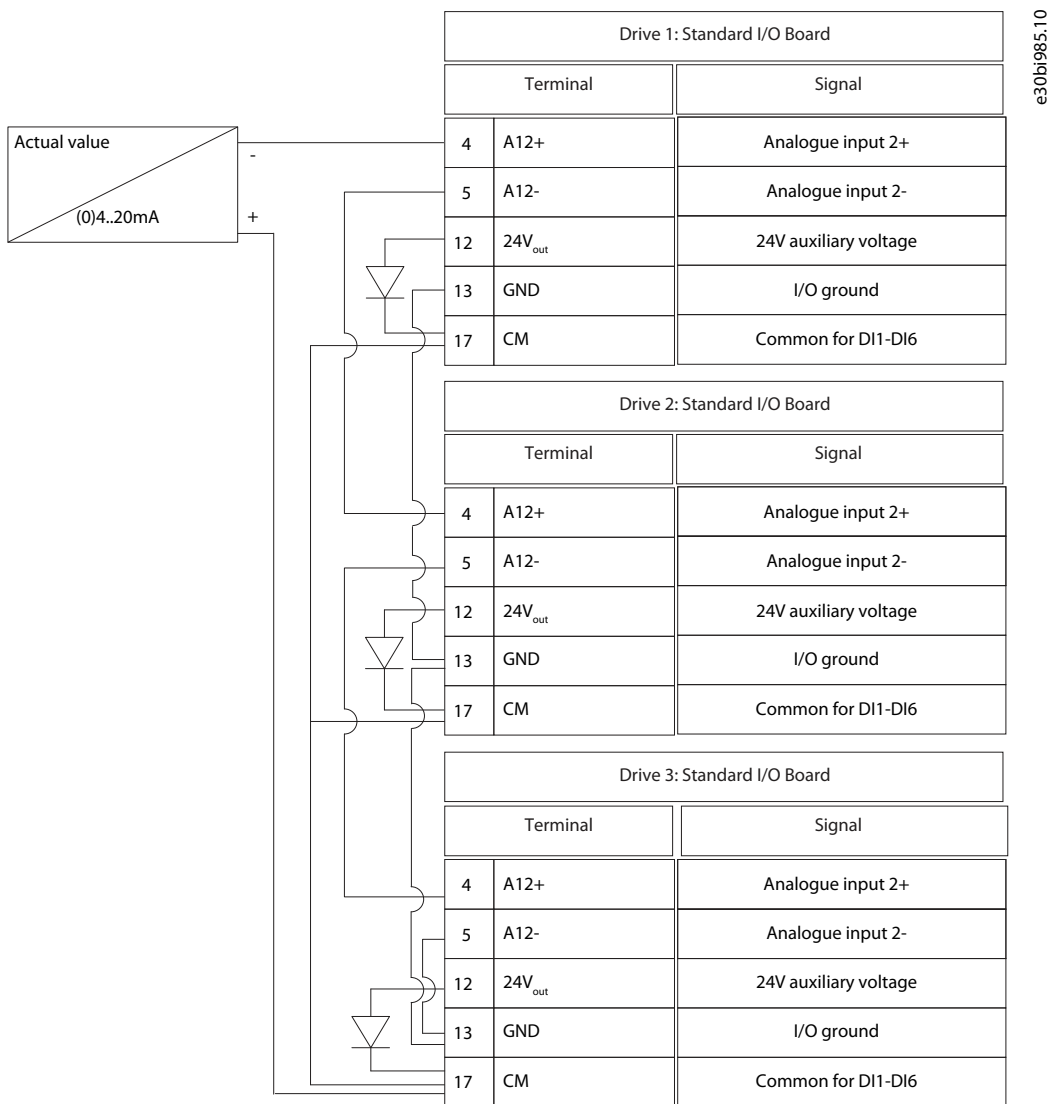 e30bi985.10
Drive 1: Standard I/O Board
Terminal Signal
Actual value
-
(0)4..20mA
+
4 A12+ Analogue input 2+
5 A12- Analogue input 2-
12 24Vout 24V auxiliary voltage
13 GND I/O ground
17 CM Common for DI1-DI6
Drive 2: Standard I/O Board
Terminal Signal
4 A12+ Analogue input 2+
5 A12- Analogue input 2-
12 24Vout 24V auxiliary voltage
13 GND I/O ground
17 CM Common for DI1-DI6
Drive 3: Standard I/O Board
Terminal Signal
4 A12+ Analogue input 2+
5 A12- Analogue input 2-
12 24Vout 24V auxiliary voltage
13 GND I/O ground
17 CM Common for DI1-DI6